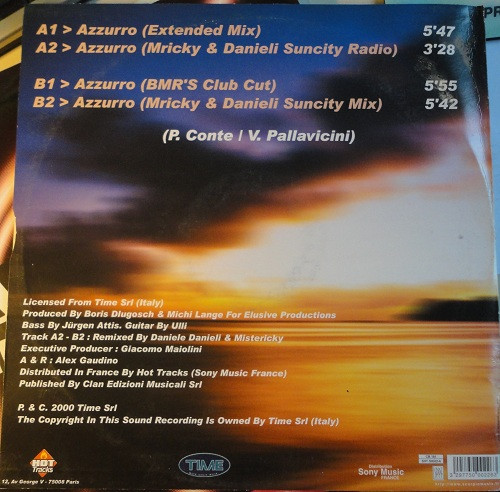 PR
A1 > Azzurro (Extended Mix) 5'47
A2 > Azzurro (Mricky & Danieli Suncity Radio) 3'28
B1 > Azzurro (BMR'S Club Cut) 5'55
B2 > Azzurro (Mricky & Danieli Suncity Mix) 5'42
(P. Conte / V. Pallavicini)
Licensed From Time Srl (Italy)
Produced By Boris Dlugosch & Michi Lange For Elusive Productions
Bass By Jürgen Attis. Guitar By Ulli
Track A2 - B2 : Remixed By Daniele Danieli & Mistericky
Executive Producer : Giacomo Maiolini
A & R : Alex Gaudino
Distributed In France By Hot Tracks (Sony Music France)
Published By Clan Edizioni Musicali Srl
P. & C. 2000 Time Srl
The Copyright In This Sound Recording Is Owned By Time Srl (Italy)
HOT
Tracks
12, Av George V - 75008 Paris
TIME
Distribution
Sony Music
FRANCE